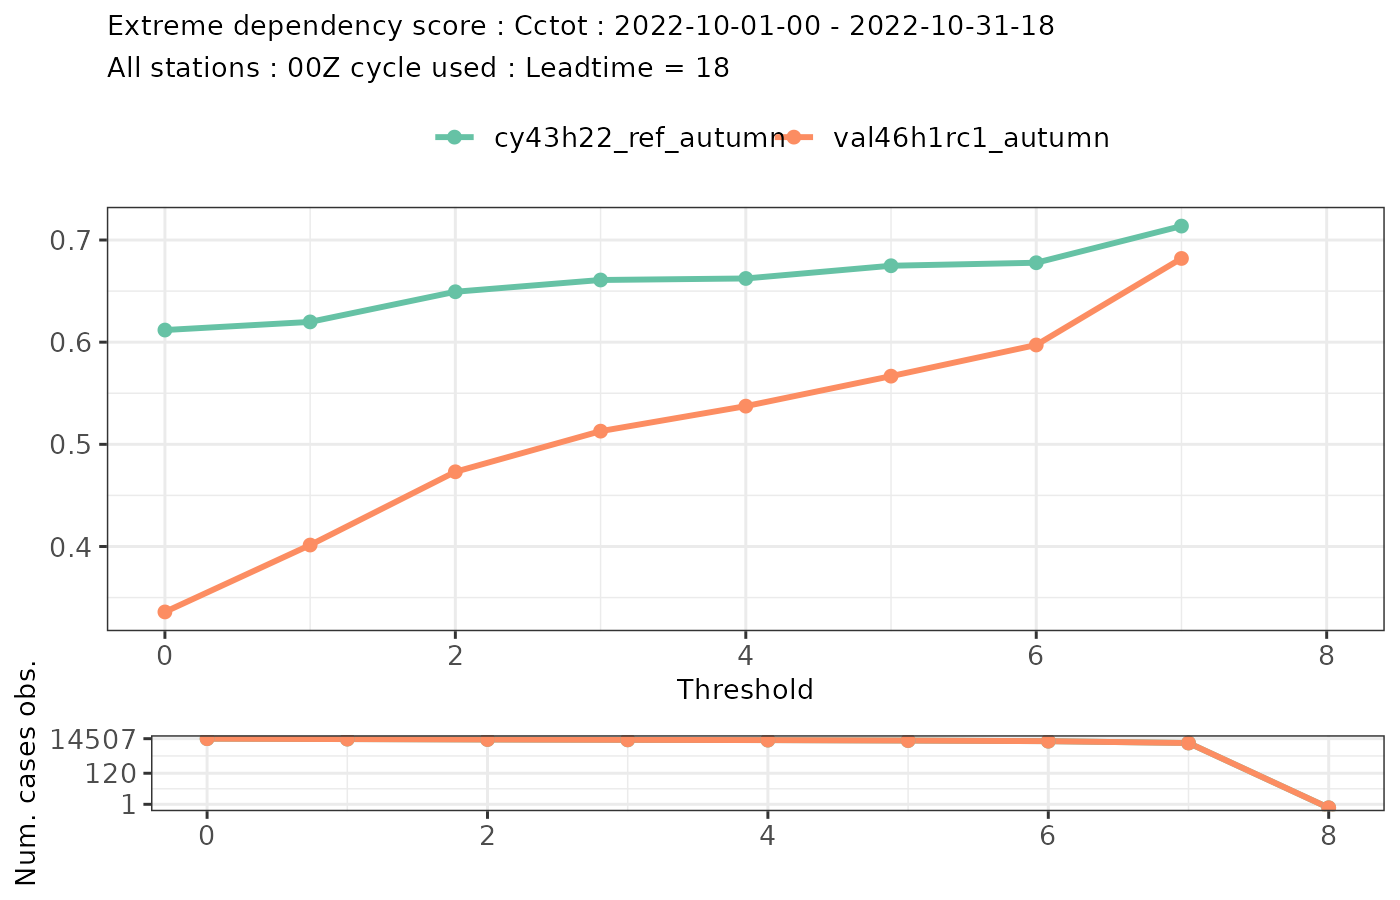 Extreme dependency score : Cctot : 2022-10-01-00 - 2022-10-31-18
All stations : 00Z cycle used : Leadtime = 18
cy43h22_ref_autumn val46h1rc1_autumn
0.7
0.6
0.5
0.4
0 2 4 6 8
Threshold
Num. cases obs.
14507
120
1
0 2 4 6 8